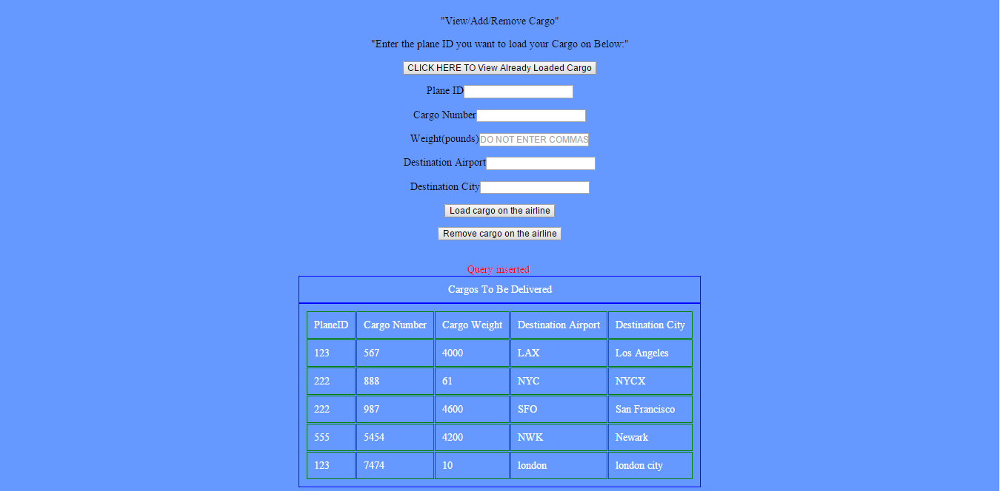 "View/Add/Remove Cargo"
"Enter the plane ID you want to load your Cargo on Below:"
CLICK HERE TO View Already Loaded Cargo
Plane ID
Cargo Number
Weight(pounds) DO NOT ENTER COMMAS
Destination Airport
Destination City
Load cargo on the airline
Remove cargo on the airline
Query inserted
Cargos To Be Delivered
PlaneID Cargo Number Cargo Weight Destination Airport Destination City
123 567 4000 LAX Los Angeles
222 888 61 NYC NYCX
222 987 4600 SFO San Francisco
555 5454 4200 NWK Newark
123 7474 10 london london city